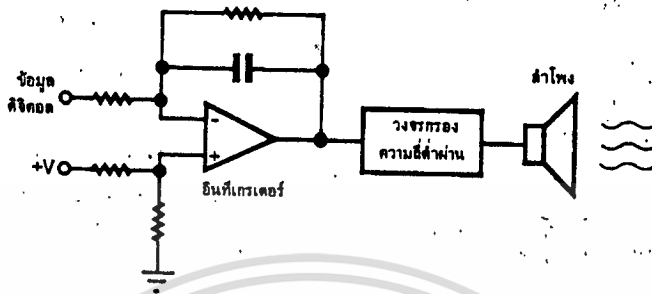 ข้อมูล
ดิจิตอล
+V
-
+
อินทิเกรเตอร์
วงจรกรอง
ความถี่ต่ำผ่าน
ลำโพง